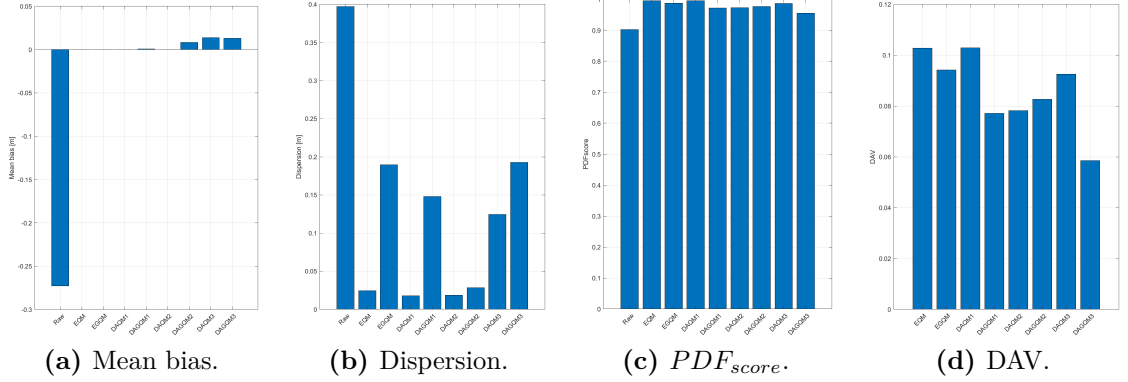 0.05
0
-0.05
-0.1
-0.15
-0.2
-0.25
-0.3
Mean bias [m]
Raw
EQM
EGQM
DAQM1
DAGQM1
DAQM2
DAGQM2
DAQM3
DAGQM3
(a) Mean bias.
0.4
0.35
0.3
0.25
0.2
0.15
0.1
0.05
0
Dispersion [m]
Raw
EQM
EGQM
DAQM1
DAGQM1
DAQM2
DAGQM2
DAQM3
DAGQM3
(b) Dispersion.
0.9
0.8
0.7
0.6
0.5
0.4
0.3
0.2
0.1
0
PDFscore
Raw
EQM
EGQM
DAQM1
DAGQM1
DAQM2
DAGQM2
DAQM3
DAGQM3
(c) PDFscore.
0.12
0.1
0.08
0.06
0.04
0.02
0
DAV
EQM
EGQM
DAQM1
DAGQM1
DAQM2
DAGQM2
DAQM3
DAGQM3
(d) DAV.